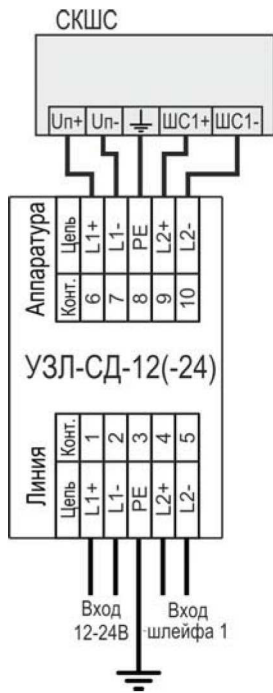 СКШС
Uп+ Uп- ШС1+ ШС1-
Аппаратура
Цепь L1+ L1- PE L2+ L2-
Конт. 6 7 8 9 10
УЗЛ-СД-12(-24)
Линия
Конт. 1 2 3 4 5
Цепь L1+ L1- PE L2+ L2-
Вход Вход
12-24В шлейфа 1